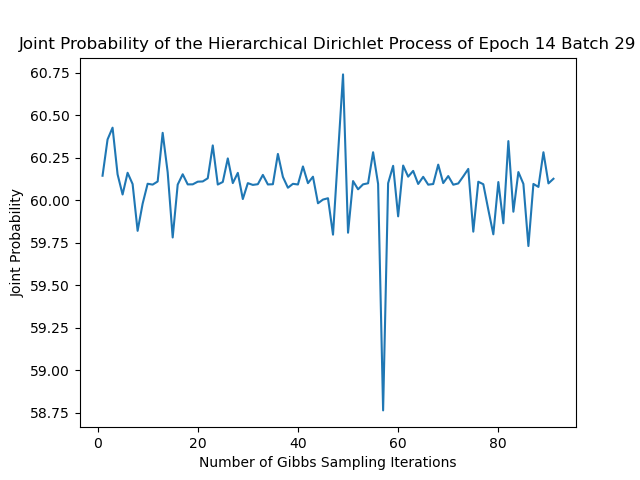 Joint Probability of the Hierarchical Dirichlet Process of Epoch 14 Batch 29
60.75
60.50
60.25
60.00
59.75
59.50
59.25
59.00
58.75
Joint Probability
0 20 40 60 80
Number of Gibbs Sampling Iterations